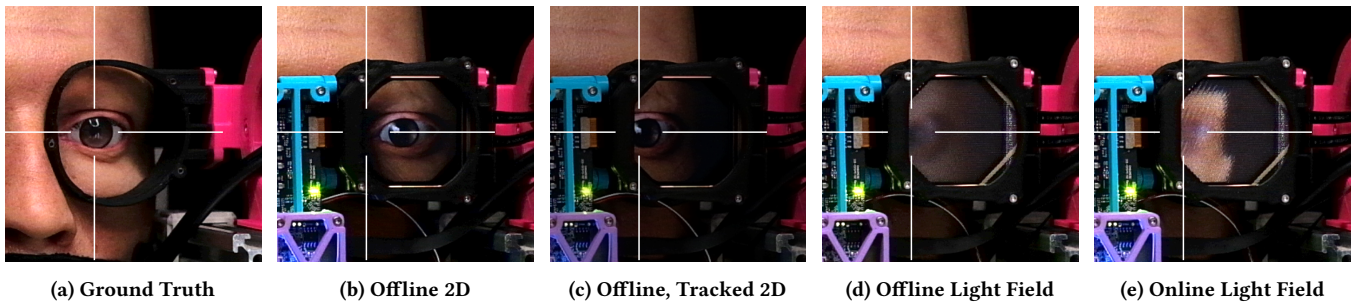 (a) Ground Truth
(b) Offline 2D
(c) Offline, Tracked 2D
(d) Offline Light Field
(e) Online Light Field